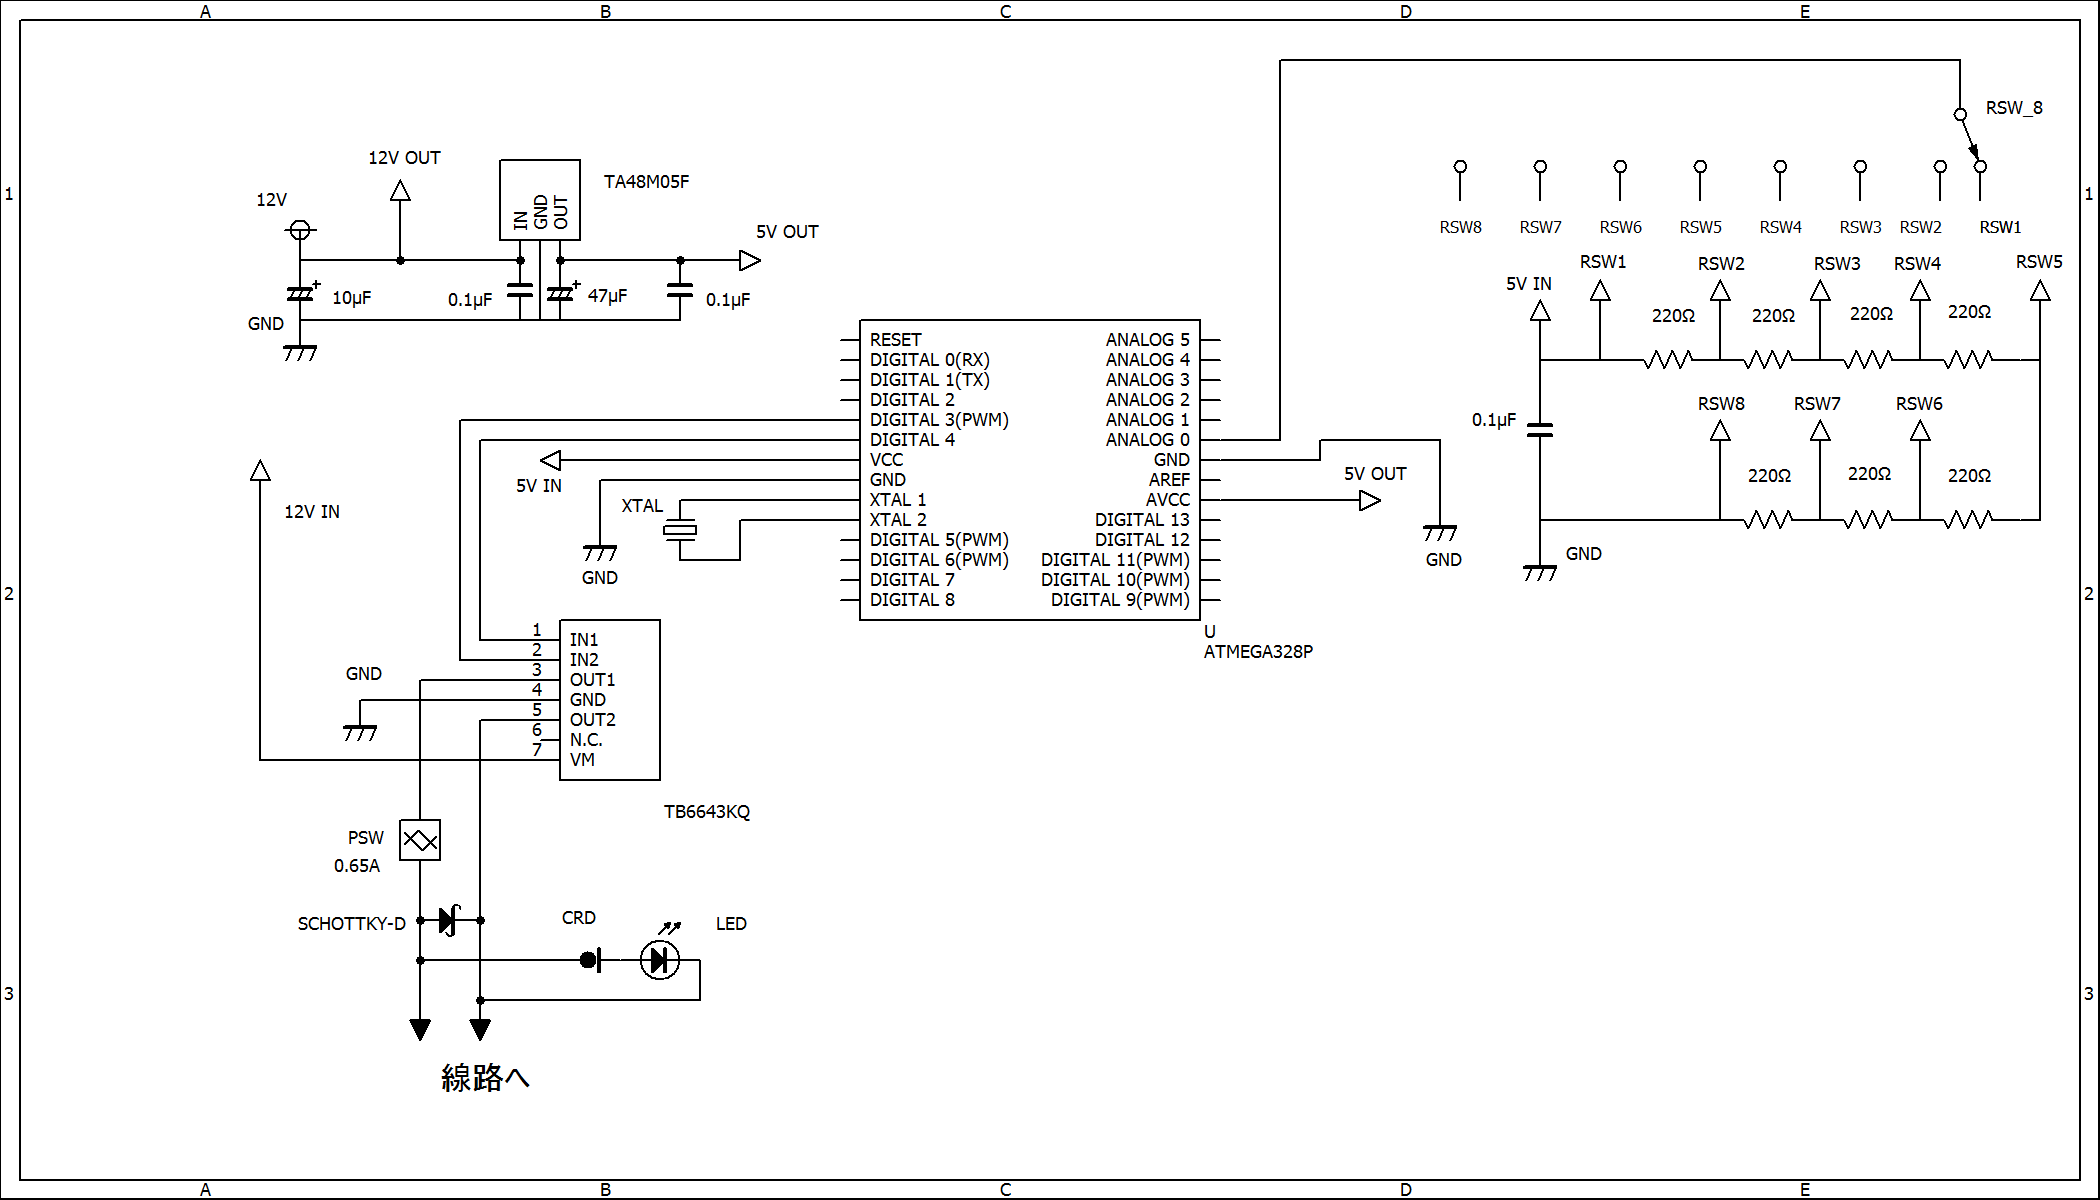 A B C D E
1 1
2 2
3 3
A B C D E
12V
12V OUT
GND
10μF
TA48M05F
IN
GND
OUT
0.1μF
47μF
0.1μF
5V OUT
RSW_8
RSW8 RSW7 RSW6 RSW5 RSW4 RSW3 RSW2 RSW1
5V IN
RSW1 RSW2 RSW3 RSW4 RSW5
220Ω 220Ω 220Ω 220Ω
0.1μF
RSW8 RSW7 RSW6
220Ω 220Ω 220Ω
GND
RESET
DIGITAL 0(RX)
DIGITAL 1(TX)
DIGITAL 2
DIGITAL 3(PWM)
DIGITAL 4
VCC
GND
XTAL 1
XTAL 2
DIGITAL 5(PWM)
DIGITAL 6(PWM)
DIGITAL 7
DIGITAL 8
ANALOG 5
ANALOG 4
ANALOG 3
ANALOG 2
ANALOG 1
ANALOG 0
GND
AREF
AVCC
DIGITAL 13
DIGITAL 12
DIGITAL 11(PWM)
DIGITAL 10(PWM)
DIGITAL 9(PWM)
U
ATMEGA328P
5V OUT
GND
5V IN
XTAL
GND
12V IN
GND
1 IN1
2 IN2
3 OUT1
4 GND
5 OUT2
6 N.C.
7 VM
TB6643KQ
PSW
0.65A
SCHOTTKY-D
CRD
LED
線路へ